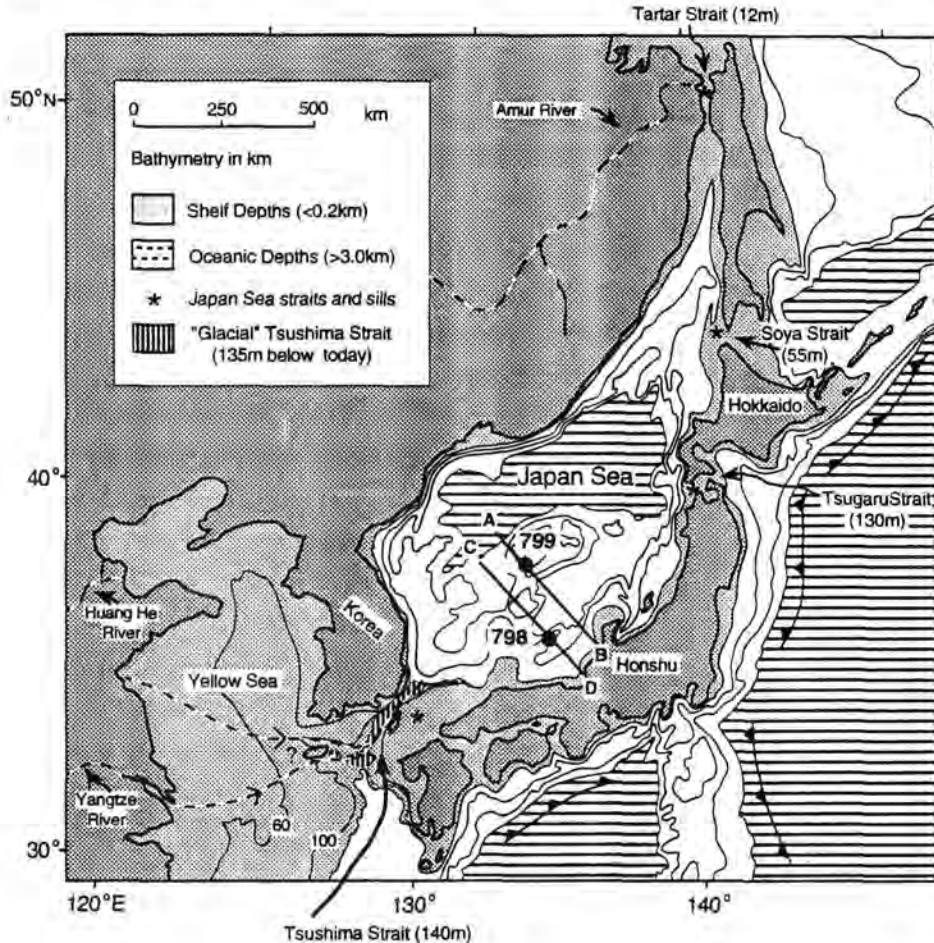 Tartar Strait (12m)
50°N
0 250 500
km
Bathymetry in km
Shelf Depths (<0.2km)
Oceanic Depths (>3.0km)
Japan Sea straits and sills
"Glacial" Tsushima Strait
(135m below today)
Amur River
Soya Strait
(55m)
Hokkaido
40°
Japan Sea
Tsugaru Strait
(130m)
A
799
C
Huang He
River
Korea
798
B
Honshu
D
Yellow Sea
?
Yangtze
River
60
100
30°
120°E
130°
140°
Tsushima Strait (140m)